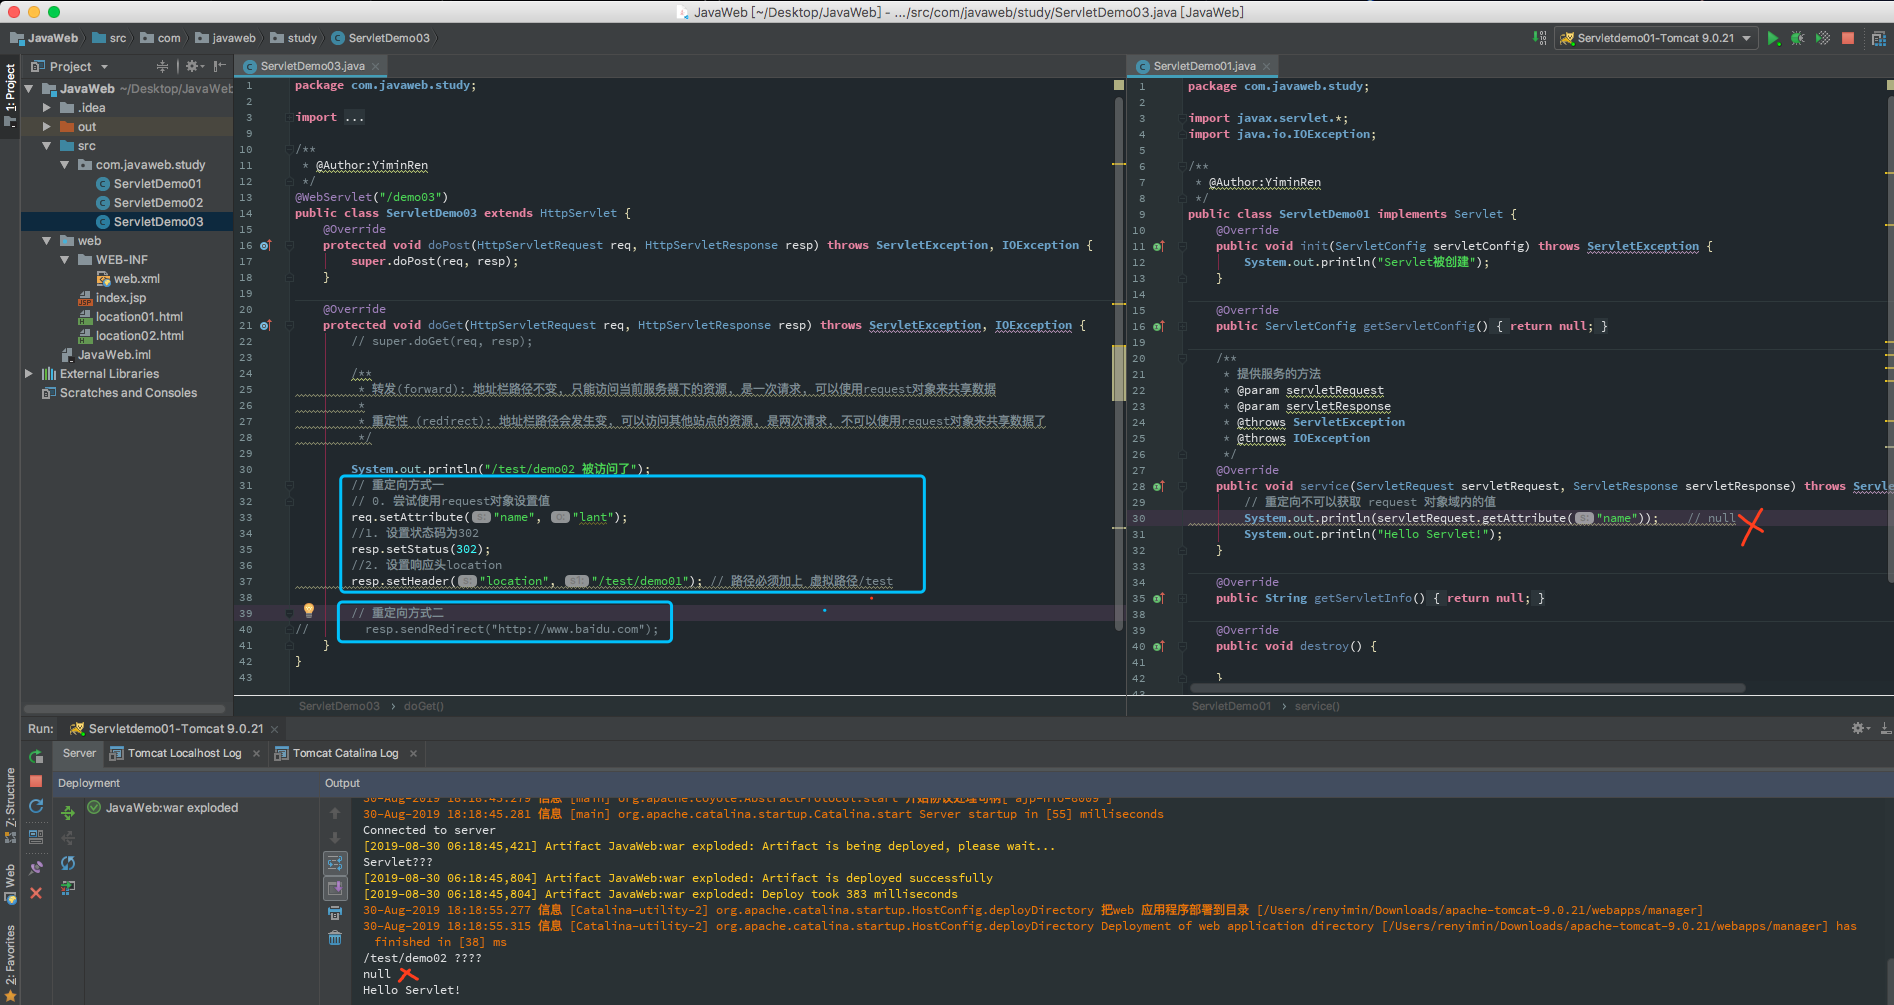 JavaWeb [~/Desktop/JavaWeb] - .../src/com/javaweb/study/ServletDemo03.java [JavaWeb]
JavaWeb src com javaweb study ServletDemo03
Servletdemo01-Tomcat 9.0.21
1: Project
Z: Structure
Web
2: Favorites
Project
JavaWeb ~/Desktop/JavaWeb
.idea
out
src
com.javaweb.study
ServletDemo01
ServletDemo02
ServletDemo03
web
WEB-INF
web.xml
index.jsp
location01.html
location02.html
JavaWeb.iml
External Libraries
Scratches and Consoles
ServletDemo03.java
1 package com.javaweb.study;
2
3 import ...
9
10 /**
11 * @Author:YiminRen
12 */
13 @WebServlet("/demo03")
14 public class ServletDemo03 extends HttpServlet {
15 @Override
16 protected void doPost(HttpServletRequest req, HttpServletResponse resp) throws ServletException, IOException {
17 super.doPost(req, resp);
18 }
19
20 @Override
21 protected void doGet(HttpServletRequest req, HttpServletResponse resp) throws ServletException, IOException {
22 // super.doGet(req, resp);
23
24 /**
25 * 转发(forward): 地址栏路径不变, 只能访问当前服务器下的资源, 是一次请求, 可以使用request对象来共享数据
26 *
27 * 重定性 (redirect): 地址栏路径会发生变, 可以访问其他站点的资源, 是两次请求, 不可以使用request对象来共享数据了
28 */
29
30 System.out.println("/test/demo02 被访问了");
31 // 重定向方式一
32 // 0. 尝试使用request对象设置值
33 req.setAttribute( s: "name", o: "lant");
34 //1. 设置状态码为302
35 resp.setStatus(302);
36 //2. 设置响应头location
37 resp.setHeader( s: "location", s1: "/test/demo01"); // 路径必须加上 虚拟路径/test
38
39 // 重定向方式二
40 // resp.sendRedirect("http://www.baidu.com");
41 }
42 }
43
ServletDemo03 › doGet()
ServletDemo01.java
1 package com.javaweb.study;
2
3 import javax.servlet.*;
4 import java.io.IOException;
5
6 /**
7 * @Author:YiminRen
8 */
9 public class ServletDemo01 implements Servlet {
10 @Override
11 public void init(ServletConfig servletConfig) throws ServletException {
12 System.out.println("Servlet被创建");
13 }
14
15 @Override
16 public ServletConfig getServletConfig() { return null; }
19
20 /**
21 * 提供服务的方法
22 * @param servletRequest
23 * @param servletResponse
24 * @throws ServletException
25 * @throws IOException
26 */
27 @Override
28 public void service(ServletRequest servletRequest, ServletResponse servletResponse) throws Servle
29 // 重定向不可以获取 request 对象域内的值
30 System.out.println(servletRequest.getAttribute( s: "name")); // null
31 System.out.println("Hello Servlet!");
32 }
33
34 @Override
35 public String getServletInfo() { return null; }
38
39 @Override
40 public void destroy() {
41
42 }
43
ServletDemo01 › service()
Run: Servletdemo01-Tomcat 9.0.21
Server Tomcat Localhost Log Tomcat Catalina Log
Deployment Output
JavaWeb:war exploded
30-Aug-2019 18:18:45.279 信息 [main] org.apache.coyote.AbstractProtocol.start 开始协议处理句柄["ajp-nio-8009"]
30-Aug-2019 18:18:45.281 信息 [main] org.apache.catalina.startup.Catalina.start Server startup in [55] milliseconds
Connected to server
[2019-08-30 06:18:45,421] Artifact JavaWeb:war exploded: Artifact is being deployed, please wait...
Servlet???
[2019-08-30 06:18:45,804] Artifact JavaWeb:war exploded: Artifact is deployed successfully
[2019-08-30 06:18:45,804] Artifact JavaWeb:war exploded: Deploy took 383 milliseconds
30-Aug-2019 18:18:55.277 信息 [Catalina-utility-2] org.apache.catalina.startup.HostConfig.deployDirectory 把web 应用程序部署到目录 [/Users/renyimin/Downloads/apache-tomcat-9.0.21/webapps/manager]
30-Aug-2019 18:18:55.315 信息 [Catalina-utility-2] org.apache.catalina.startup.HostConfig.deployDirectory Deployment of web application directory [/Users/renyimin/Downloads/apache-tomcat-9.0.21/webapps/manager] has
finished in [38] ms
/test/demo02 ????
null
Hello Servlet!